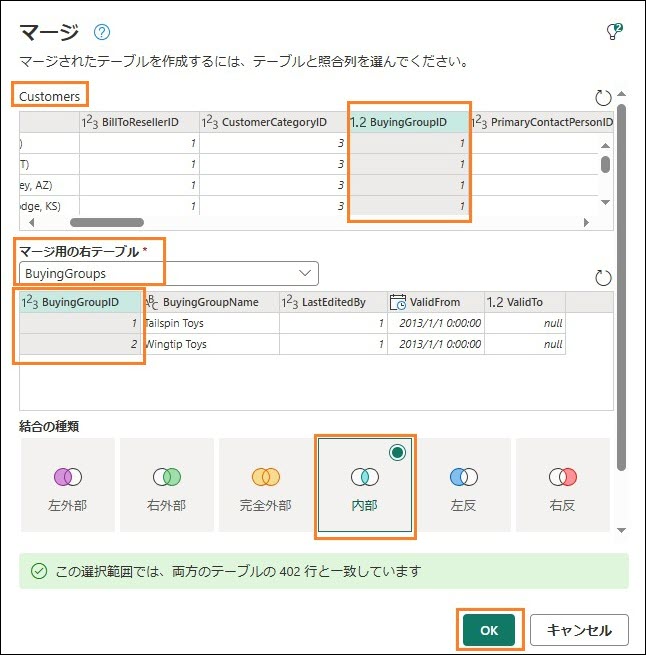 マージ
2
マージされたテーブルを作成するには、テーブルと照合列を選んでください。
Customers
123 BillToResellerID 123 CustomerCategoryID 1.2 BuyingGroupID 123 PrimaryContactPersonID
) 1 3 1
T) 1 3 1
ey, AZ) 1 3 1
odge, KS) 1 3 1
マージ用の右テーブル *
BuyingGroups
123 BuyingGroupID ABC BuyingGroupName 123 LastEditedBy ValidFrom 1.2 ValidTo
1 Tailspin Toys 1 2013/1/1 0:00:00 null
2 Wingtip Toys 1 2013/1/1 0:00:00 null
結合の種類
左外部 右外部 完全外部 内部 左反 右反
この選択範囲では、両方のテーブルの 402 行と一致しています
OK キャンセル